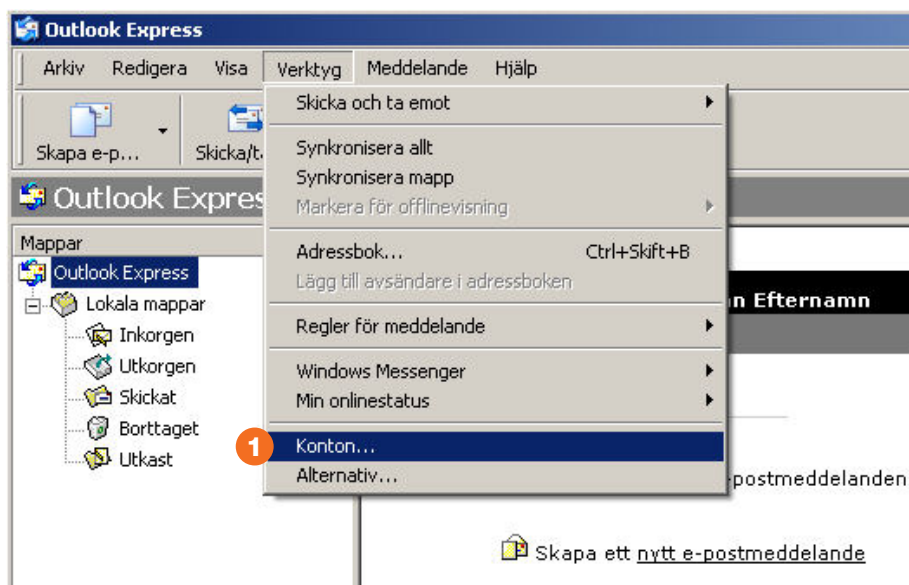 Outlook Express
Arkiv Redigera Visa Verktyg Meddelande Hjälp
Skapa e-p... Skicka/t
Outlook Expres
Mappar
Outlook Express
Lokala mappar
Inkorgen
Utkorgen
Skickat
Borttaget
Utkast
Skicka och ta emot
Synkronisera allt
Synkronisera mapp
Markera för offlinevisning
Adressbok... Ctrl+Skift+B
Lägg till avsändare i adressboken
Regler för meddelande
Windows Messenger
Min onlinestatus
1 Konton...
Alternativ...
n Efternamn
-postmeddelanden
Skapa ett nytt e-postmeddelande